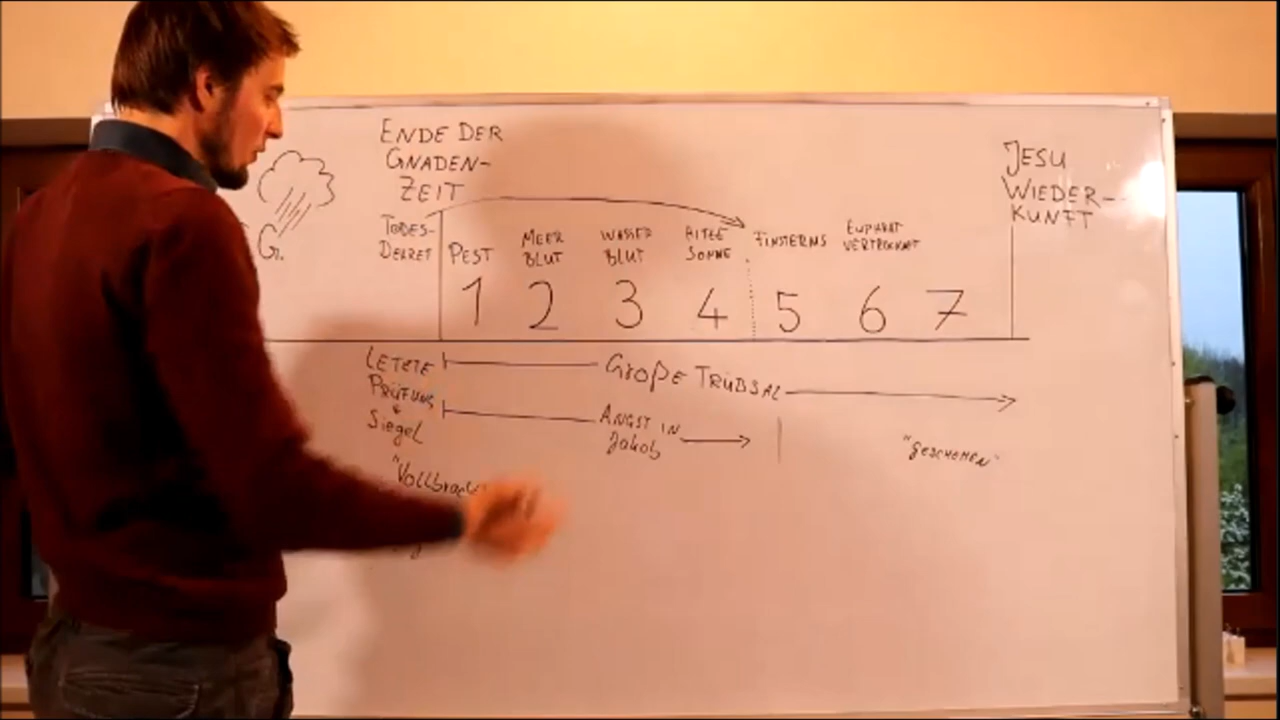 ENDE DER
GNADEN-
ZEIT
JESU
WIEDER-
KUNFT
G.
TODES-
DEKRET
PEST
MEER
BLUT
WASSER
BLUT
HITZE
SONNE
FINSTERNIS
EUPHRAT
VERTROCKNET
1 2 3 4 5 6 7
LETZTE
PRÜFUNG
+
Siegel
GROßE TRÜBSAL
ANGST IN
Jakob
"GESCHEHEN"
"Vollbracht"